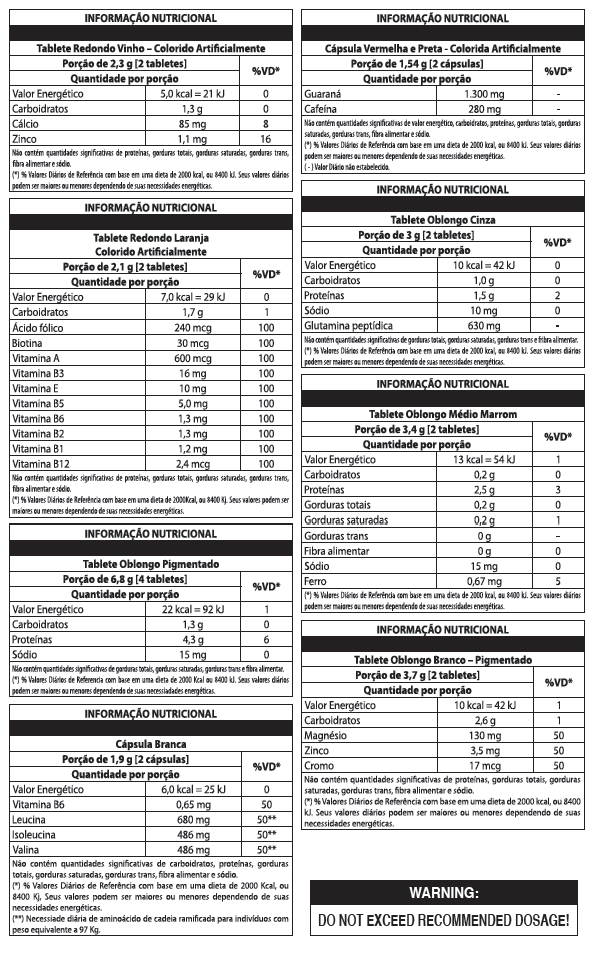 INFORMAÇÃO NUTRICIONAL
Tablete Redondo Vinho – Colorido Artificialmente
Porção de 2,3 g [2 tabletes]
%VD*
Quantidade por porção
Valor Energético 5,0 kcal = 21 kJ 0
Carboidratos 1,3 g 0
Cálcio 85 mg 8
Zinco 1,1 mg 16
Não contém quantidades significativas de proteínas, gorduras totais, gorduras saturadas, gorduras trans,
fibra alimentar e sódio.
(*) % Valores Diários de Referência com base em uma dieta de 2000 kcal, ou 8400 kJ. Seus valores diários
podem ser maiores ou menores dependendo de suas necessidades energéticas.
INFORMAÇÃO NUTRICIONAL
Tablete Redondo Laranja
Colorido Artificialmente
Porção de 2,1 g [2 tabletes]
%VD*
Quantidade por porção
Valor Energético 7,0 kcal = 29 kJ 0
Carboidratos 1,7 g 1
Ácido fólico 240 mcg 100
Biotina 30 mcg 100
Vitamina A 600 mcg 100
Vitamina B3 16 mg 100
Vitamina E 10 mg 100
Vitamina B5 5,0 mg 100
Vitamina B6 1,3 mg 100
Vitamina B2 1,3 mg 100
Vitamina B1 1,2 mg 100
Vitamina B12 2,4 mcg 100
Não contém quantidades significativas de proteínas, gorduras totais, gorduras saturadas, gorduras trans,
fibra alimentar e sódio.
(*) % Valores Diários de Referência com base em uma dieta de 2000Kcal, ou 8400 Kj. Seus valores podem ser
maiores ou menores dependendo de suas necessidades energéticas.
INFORMAÇÃO NUTRICIONAL
Tablete Oblongo Pigmentado
Porção de 6,8 g [4 tabletes]
%VD*
Quantidade por porção
Valor Energético 22 kcal = 92 kJ 1
Carboidratos 1,3 g 0
Proteínas 4,3 g 6
Sódio 15 mg 0
Não contém quantidades significativas de gorduras totais, gorduras saturadas, gorduras trans e fibra alimentar.
(*) % Valores Diários de Referencia com base em uma dieta de 2000 Kcal ou 8400 kJ. Seus valores diários
podem ser maiores ou menores dependendo de suas necessidades energéticas.
INFORMAÇÃO NUTRICIONAL
Cápsula Branca
Porção de 1,9 g [2 cápsulas]
%VD*
Quantidade por porção
Valor Energético 6,0 kcal = 25 kJ 0
Vitamina B6 0,65 mg 50
Leucina 680 mg 50**
Isoleucina 486 mg 50**
Valina 486 mg 50**
Não contém quantidades significativas de carboidratos, proteínas, gorduras
totais, gorduras saturadas, gorduras trans, fibra alimentar e sódio.
(*) % Valores Diários de Referência com base em uma dieta de 2000 Kcal, ou
8400 Kj, Seus valores podem ser maiores ou menores dependendo de suas
necessidades energéticas.
(**) Necessiade diária de aminoácido de cadeia ramificada para indivíduos com
peso equivalente a 97 Kg.
INFORMAÇÃO NUTRICIONAL
Cápsula Vermelha e Preta - Colorida Artificialmente
Porção de 1,54 g [2 cápsulas]
%VD*
Quantidade por porção
Guaraná 1.300 mg -
Cafeína 280 mg -
Não contém quantidades significativas de valor energético, carboidratos, proteínas, gorduras totais, gorduras
saturadas, gorduras trans, fibra alimentar e sódio.
(*) % Valores Diários de Referência com base em uma dieta de 2000 kcal, ou 8400 kJ. Seus valores diários
podem ser maiores ou menores dependendo de suas necessidades energéticas.
( - ) Valor Diário não estabelecido.
INFORMAÇÃO NUTRICIONAL
Tablete Oblongo Cinza
Porção de 3 g [2 tabletes]
%VD*
Quantidade por porção
Valor Energético 10 kcal = 42 kJ 0
Carboidratos 1,0 g 0
Proteínas 1,5 g 2
Sódio 10 mg 0
Glutamina peptídica 630 mg -
Não contém quantidades significativas de gorduras totais, gorduras saturadas, gorduras trans e fibra alimentar.
(*) % Valores Diários de Referência com base em uma dieta de 2000 kcal, ou 8400 kJ. Seus valores diários
podem ser maiores ou menores dependendo de suas necessidades energéticas.
INFORMAÇÃO NUTRICIONAL
Tablete Oblongo Médio Marrom
Porção de 3,4 g [2 tabletes]
%VD*
Quantidade por porção
Valor Energético 13 kcal = 54 kJ 1
Carboidratos 0,2 g 0
Proteínas 2,5 g 3
Gorduras totais 0,2 g 0
Gorduras saturadas 0,2 g 1
Gorduras trans 0 g –
Fibra alimentar 0 g 0
Sódio 15 mg 0
Ferro 0,67 mg 5
(*) % Valores Diários de Referência com base em uma dieta de 2000 kcal, ou 8400 kJ. Seus valores diários
podem ser maiores ou menores dependendo de suas necessidades energéticas.
INFORMAÇÃO NUTRICIONAL
Tablete Oblongo Branco – Pigmentado
Porção de 3,7 g [2 tabletes]
%VD*
Quantidade por porção
Valor Energético 10 kcal = 42 kJ 1
Carboidratos 2,6 g 1
Magnésio 130 mg 50
Zinco 3,5 mg 50
Cromo 17 mcg 50
Não contém quantidades significativas de proteínas, gorduras totais, gorduras
saturadas, gorduras trans, fibra alimentar e sódio.
(*) % Valores Diários de Referência com base em uma dieta de 2000 kcal, ou 8400
kJ. Seus valores diários podem ser maiores ou menores dependendo de suas
necessidades energéticas.
WARNING:
DO NOT EXCEED RECOMMENDED DOSAGE!